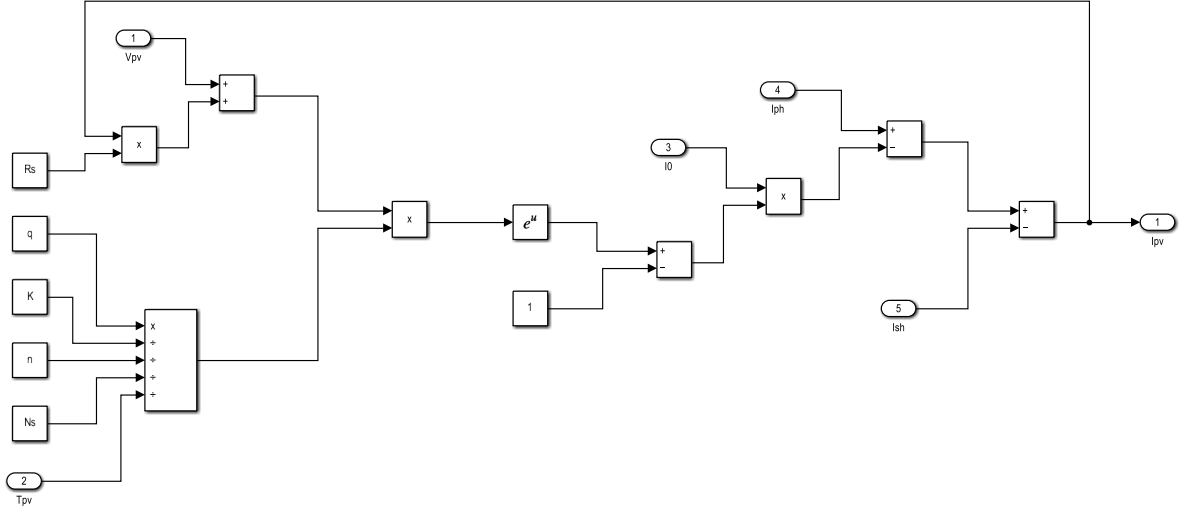 1
Vpv
+
+
x
Rs
q
K
n
Ns
2
Tpv
x
÷
÷
÷
÷
x
e^u
1
+
−
3
I0
x
4
Iph
+
−
5
Ish
+
−
1
Ipv